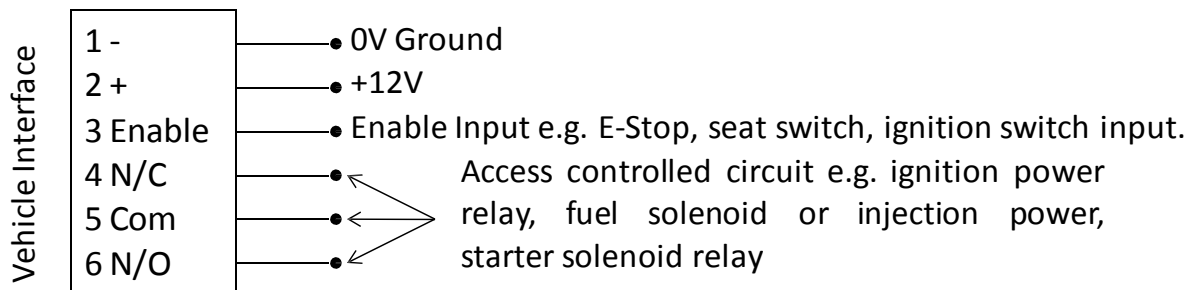 Vehicle Interface
1 -
0V Ground
2 +
+12V
3 Enable
Enable Input e.g. E-Stop, seat switch, ignition switch input.
4 N/C
Access controlled circuit e.g. ignition power
5 Com
relay, fuel solenoid or injection power,
6 N/O
starter solenoid relay